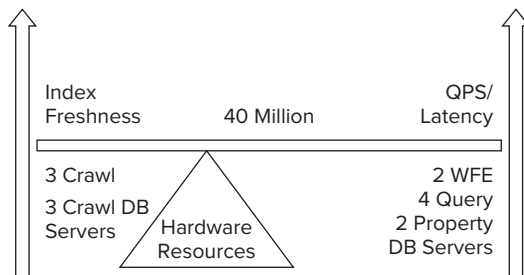 Index
Freshness
40 Million
QPS/
Latency
3 Crawl
3 Crawl DB
Servers
Hardware
Resources
2 WFE
4 Query
2 Property
DB Servers